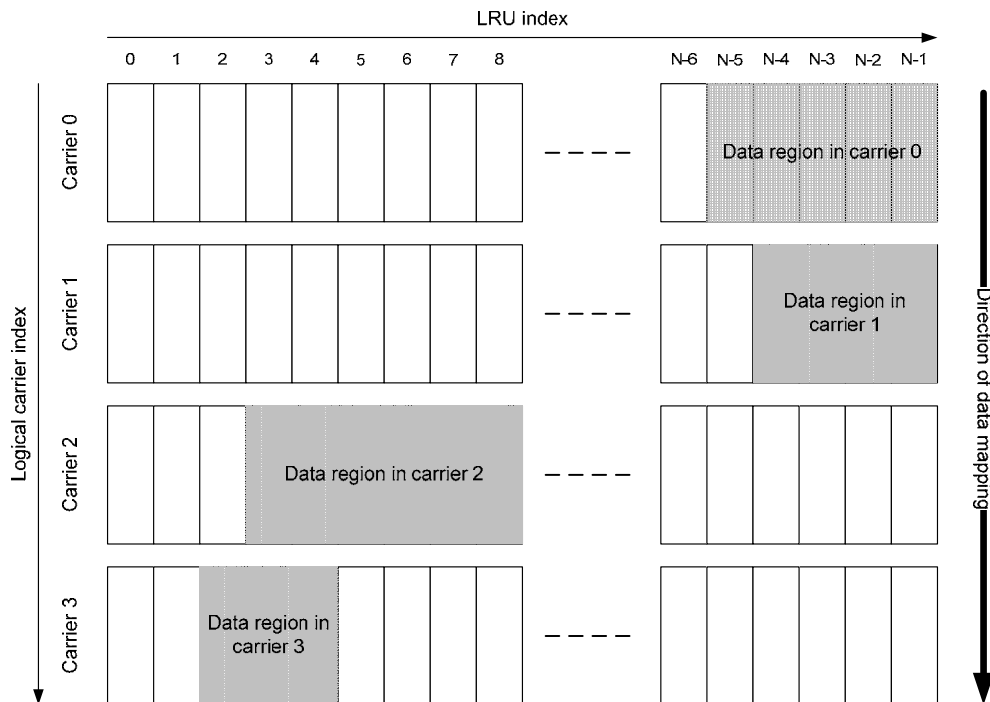 LRU index
0 1 2 3 4 5 6 7 8 N-6 N-5 N-4 N-3 N-2 N-1
Logical carrier index
Carrier 0
Data region in carrier 0
Carrier 1
Data region in
carrier 1
Carrier 2
Data region in carrier 2
Carrier 3
Data region in
carrier 3
Direction of data mapping